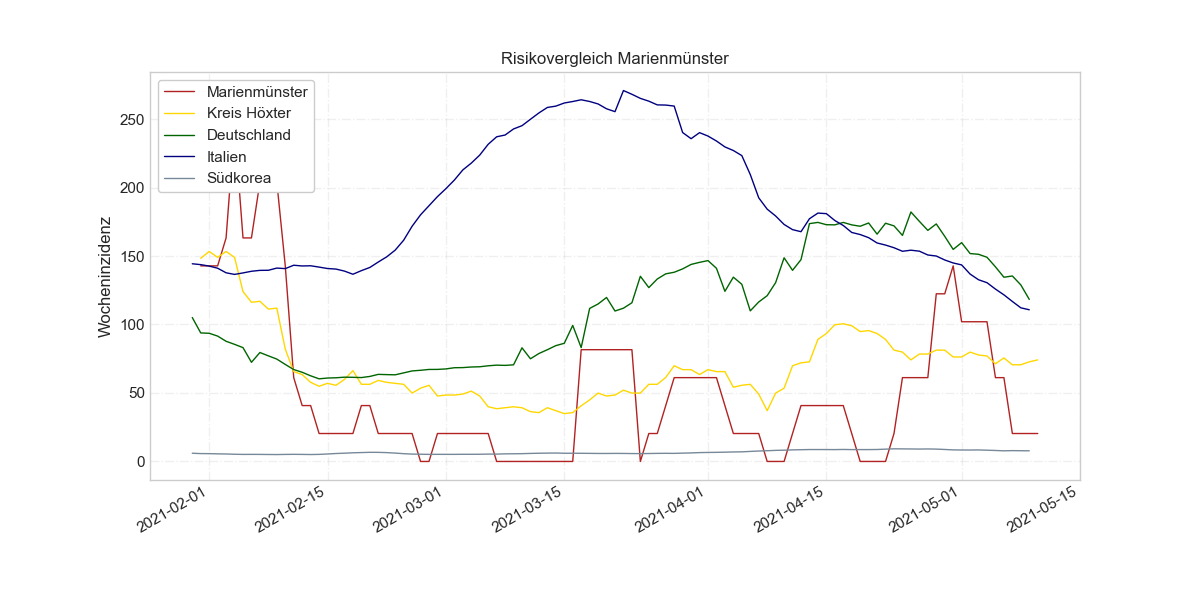 Risikovergleich Marienmünster
Marienmünster
Kreis Höxter
Deutschland
Italien
Südkorea
Wocheninzidenz
250
200
150
100
50
0
2021-02-01
2021-02-15
2021-03-01
2021-03-15
2021-04-01
2021-04-15
2021-05-01
2021-05-15